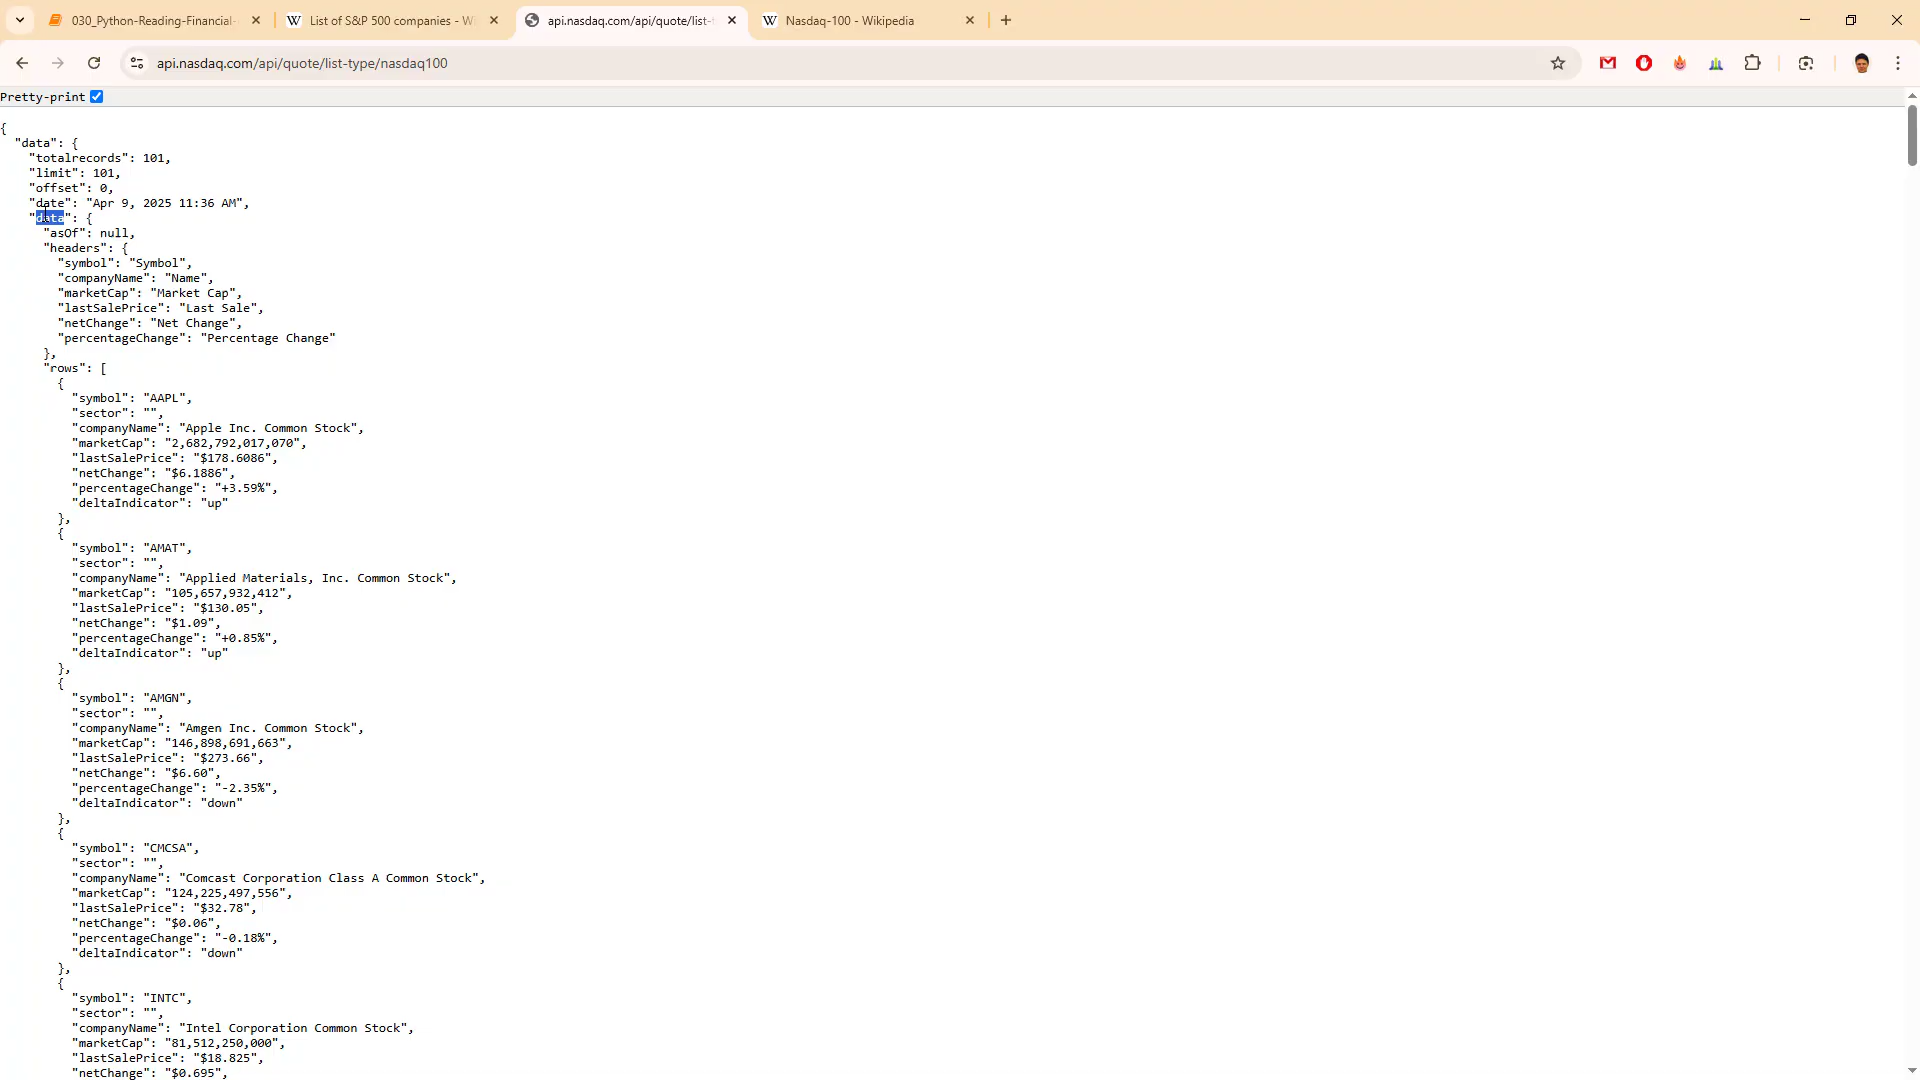 030_Python-Reading-Financial-
List of S&P 500 companies - W
api.nasdaq.com/api/quote/list-t
Nasdaq-100 - Wikipedia
api.nasdaq.com/api/quote/list-type/nasdaq100
Pretty-print
{
"data": {
"totalrecords": 101,
"limit": 101,
"offset": 0,
"date": "Apr 9, 2025 11:36 AM",
"data": {
"asOf": null,
"headers": {
"symbol": "Symbol",
"companyName": "Name",
"marketCap": "Market Cap",
"lastSalePrice": "Last Sale",
"netChange": "Net Change",
"percentageChange": "Percentage Change"
},
"rows": [
{
"symbol": "AAPL",
"sector": "",
"companyName": "Apple Inc. Common Stock",
"marketCap": "2,682,792,017,070",
"lastSalePrice": "$178.6086",
"netChange": "$6.1886",
"percentageChange": "+3.59%",
"deltaIndicator": "up"
},
{
"symbol": "AMAT",
"sector": "",
"companyName": "Applied Materials, Inc. Common Stock",
"marketCap": "105,657,932,412",
"lastSalePrice": "$130.05",
"netChange": "$1.09",
"percentageChange": "+0.85%",
"deltaIndicator": "up"
},
{
"symbol": "AMGN",
"sector": "",
"companyName": "Amgen Inc. Common Stock",
"marketCap": "146,898,691,663",
"lastSalePrice": "$273.66",
"netChange": "$6.60",
"percentageChange": "-2.35%",
"deltaIndicator": "down"
},
{
"symbol": "CMCSA",
"sector": "",
"companyName": "Comcast Corporation Class A Common Stock",
"marketCap": "124,225,497,556",
"lastSalePrice": "$32.78",
"netChange": "$0.06",
"percentageChange": "-0.18%",
"deltaIndicator": "down"
},
{
"symbol": "INTC",
"sector": "",
"companyName": "Intel Corporation Common Stock",
"marketCap": "81,512,250,000",
"lastSalePrice": "$18.825",
"netChange": "$0.695",